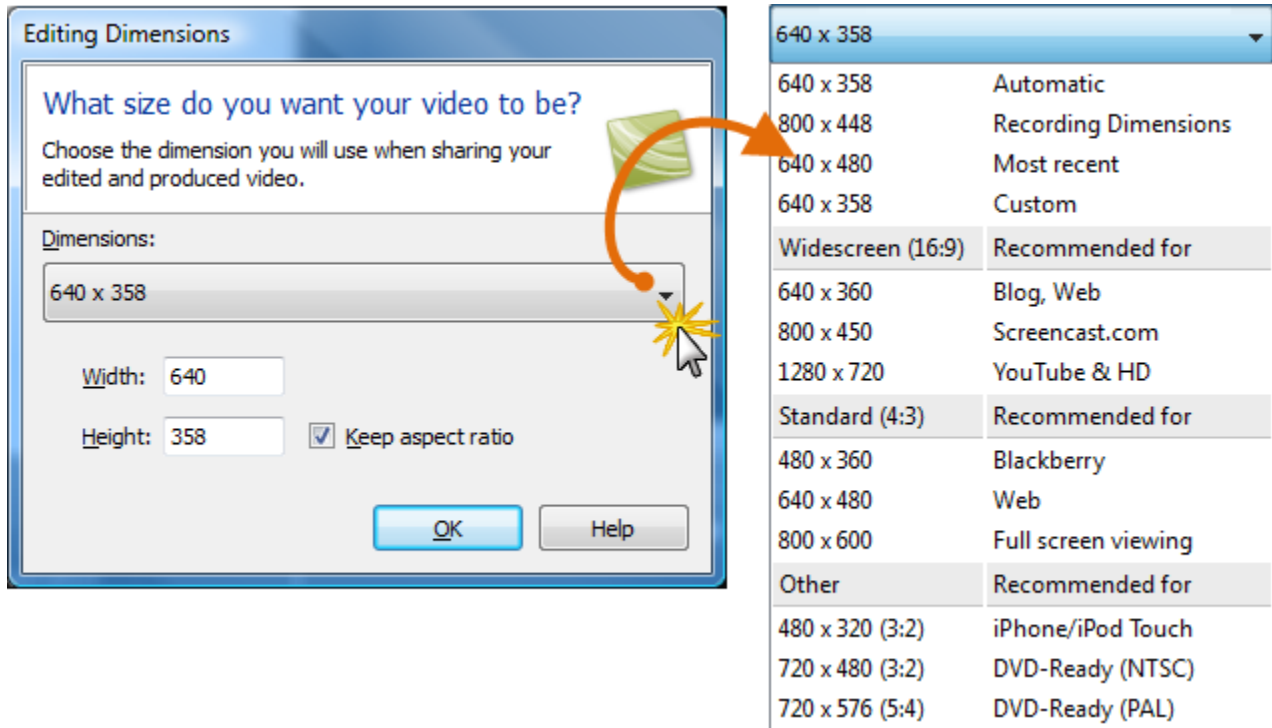 Editing Dimensions
What size do you want your video to be?
Choose the dimension you will use when sharing your
edited and produced video.
Dimensions:
640 x 358
Width: 640
Height: 358 Keep aspect ratio
OK Help
640 x 358
640 x 358 Automatic
800 x 448 Recording Dimensions
640 x 480 Most recent
640 x 358 Custom
Widescreen (16:9) Recommended for
640 x 360 Blog, Web
800 x 450 Screencast.com
1280 x 720 YouTube & HD
Standard (4:3) Recommended for
480 x 360 Blackberry
640 x 480 Web
800 x 600 Full screen viewing
Other Recommended for
480 x 320 (3:2) iPhone/iPod Touch
720 x 480 (3:2) DVD-Ready (NTSC)
720 x 576 (5:4) DVD-Ready (PAL)